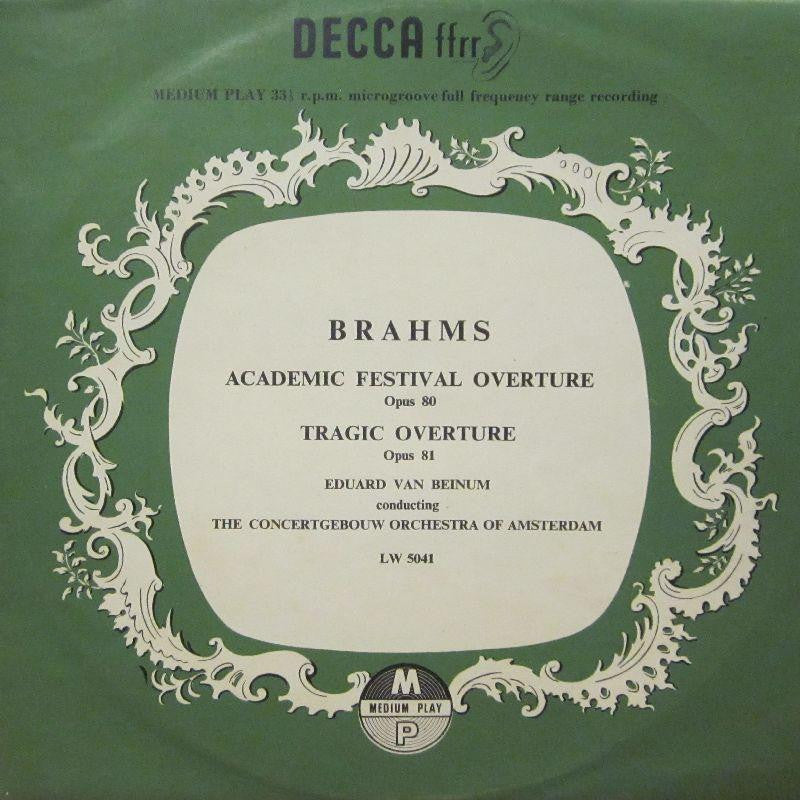 DECCA ffrr
MEDIUM PLAY 33⅓ r.p.m. microgroove full frequency range recording
BRAHMS
ACADEMIC FESTIVAL OVERTURE
Opus 80
TRAGIC OVERTURE
Opus 81
EDUARD VAN BEINUM
conducting
THE CONCERTGEBOUW ORCHESTRA OF AMSTERDAM
LW 5041
M
MEDIUM PLAY
P